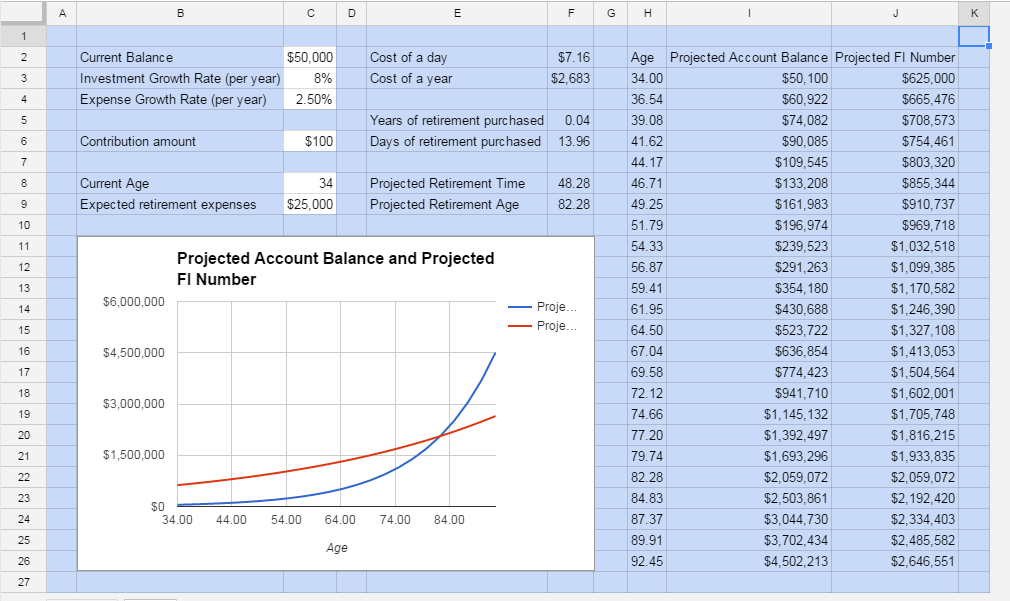 A B C D E F G H I J K
1
2 Current Balance $50,000 Cost of a day $7.16 Age Projected Account Balance Projected FI Number
3 Investment Growth Rate (per year) 8% Cost of a year $2,683 34.00 $50,100 $625,000
4 Expense Growth Rate (per year) 2.50% 36.54 $60,922 $665,476
5 Years of retirement purchased 0.04 39.08 $74,082 $708,573
6 Contribution amount $100 Days of retirement purchased 13.96 41.62 $90,085 $754,461
7 44.17 $109,545 $803,320
8 Current Age 34 Projected Retirement Time 48.28 46.71 $133,208 $855,344
9 Expected retirement expenses $25,000 Projected Retirement Age 82.28 49.25 $161,983 $910,737
10 51.79 $196,974 $969,718
11 54.33 $239,523 $1,032,518
12 56.87 $291,263 $1,099,385
13 59.41 $354,180 $1,170,582
14 61.95 $430,688 $1,246,390
15 64.50 $523,722 $1,327,108
16 67.04 $636,854 $1,413,053
17 69.58 $774,423 $1,504,564
18 72.12 $941,710 $1,602,001
19 74.66 $1,145,132 $1,705,748
20 77.20 $1,392,497 $1,816,215
21 79.74 $1,693,296 $1,933,835
22 82.28 $2,059,072 $2,059,072
23 84.83 $2,503,861 $2,192,420
24 87.37 $3,044,730 $2,334,403
25 89.91 $3,702,434 $2,485,582
26 92.45 $4,502,213 $2,646,551
27
Projected Account Balance and Projected
FI Number
$6,000,000
Proje...
Proje...
$4,500,000
$3,000,000
$1,500,000
$0
34.00 44.00 54.00 64.00 74.00 84.00
Age